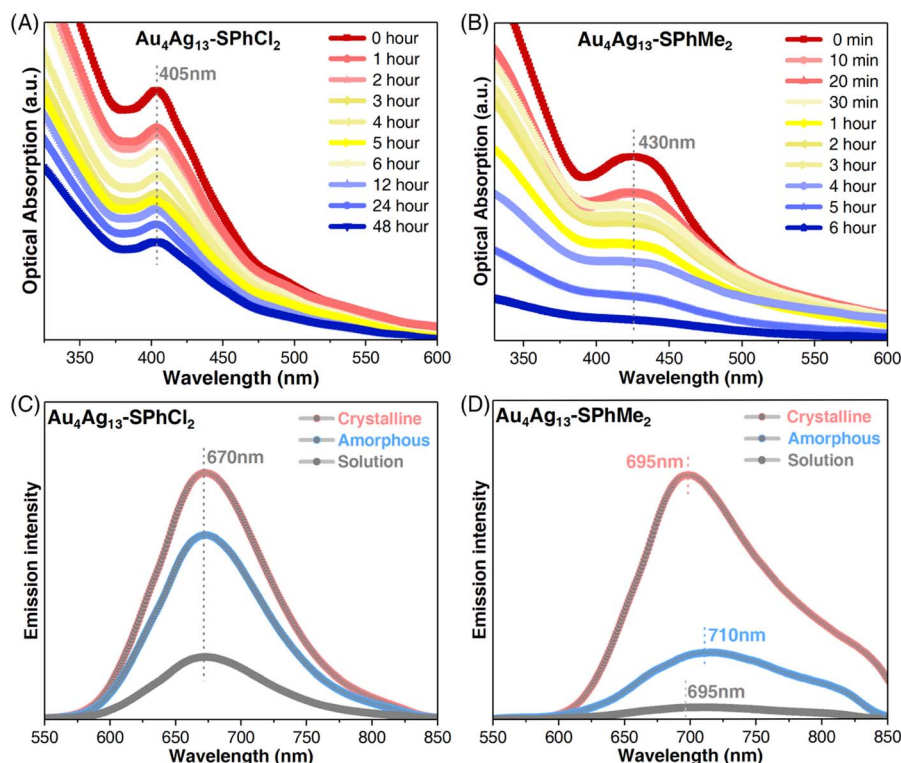 (A)
Au₄Ag₁₃-SPhCl₂
405nm
0 hour
1 hour
2 hour
3 hour
4 hour
5 hour
6 hour
12 hour
24 hour
48 hour
Optical Absorption (a.u.)
350 400 450 500 550 600
Wavelength (nm)
(B)
Au₄Ag₁₃-SPhMe₂
430nm
0 min
10 min
20 min
30 min
1 hour
2 hour
3 hour
4 hour
5 hour
6 hour
Optical Absorption (a.u.)
350 400 450 500 550 600
Wavelength (nm)
(C)
Au₄Ag₁₃-SPhCl₂
Crystalline
Amorphous
Solution
670nm
Emission intensity
550 600 650 700 750 800 850
Wavelength (nm)
(D)
Au₄Ag₁₃-SPhMe₂
Crystalline
Amorphous
Solution
695nm
710nm
695nm
Emission intensity
550 600 650 700 750 800 850
Wavelength (nm)